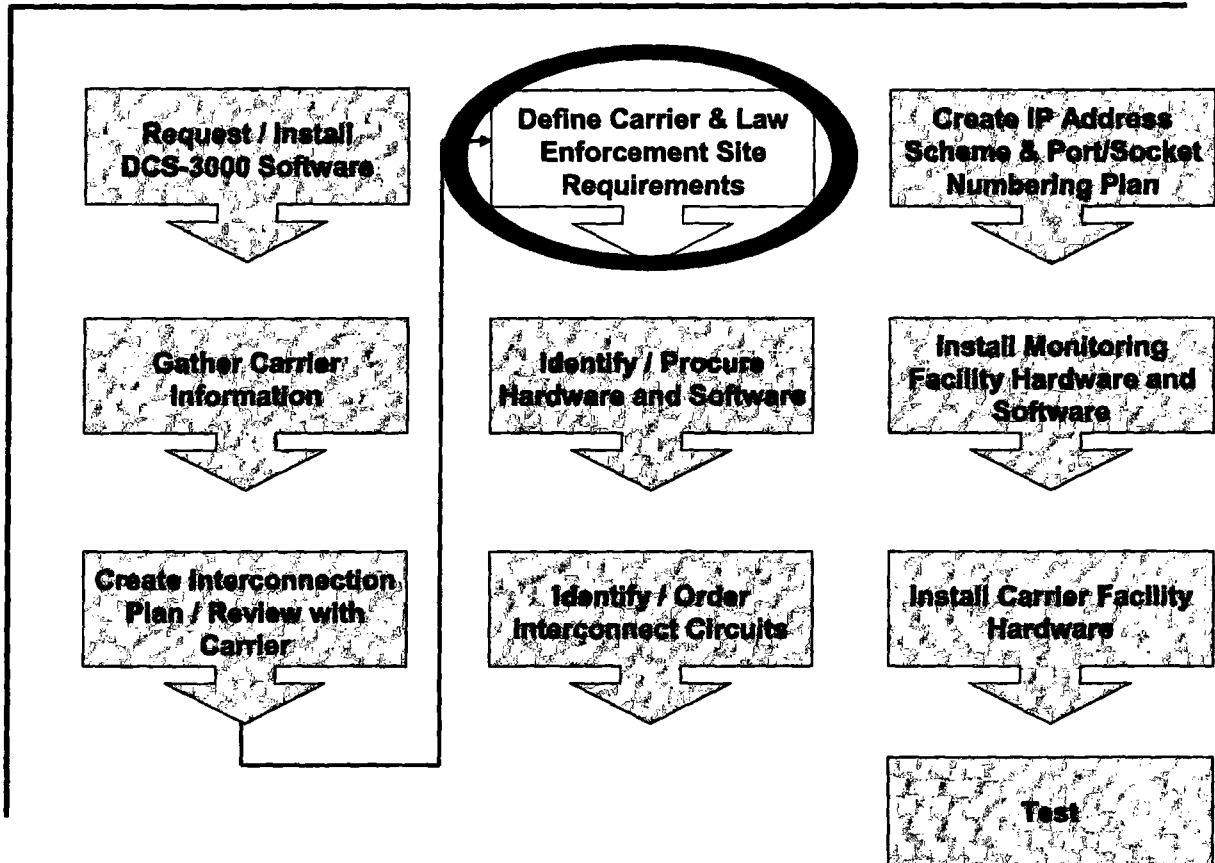 Request / Install
DCS-3000 Software
Gather Carrier
Information
Create Interconnection
Plan / Review with
Carrier
Define Carrier & Law
Enforcement Site
Requirements
Identify / Procure
Hardware and Software
Identify / Order
Interconnect Circuits
Create IP Address
Scheme & Port/Socket
Numbering Plan
Install Monitoring
Facility Hardware and
Software
Install Carrier Facility
Hardware
Test